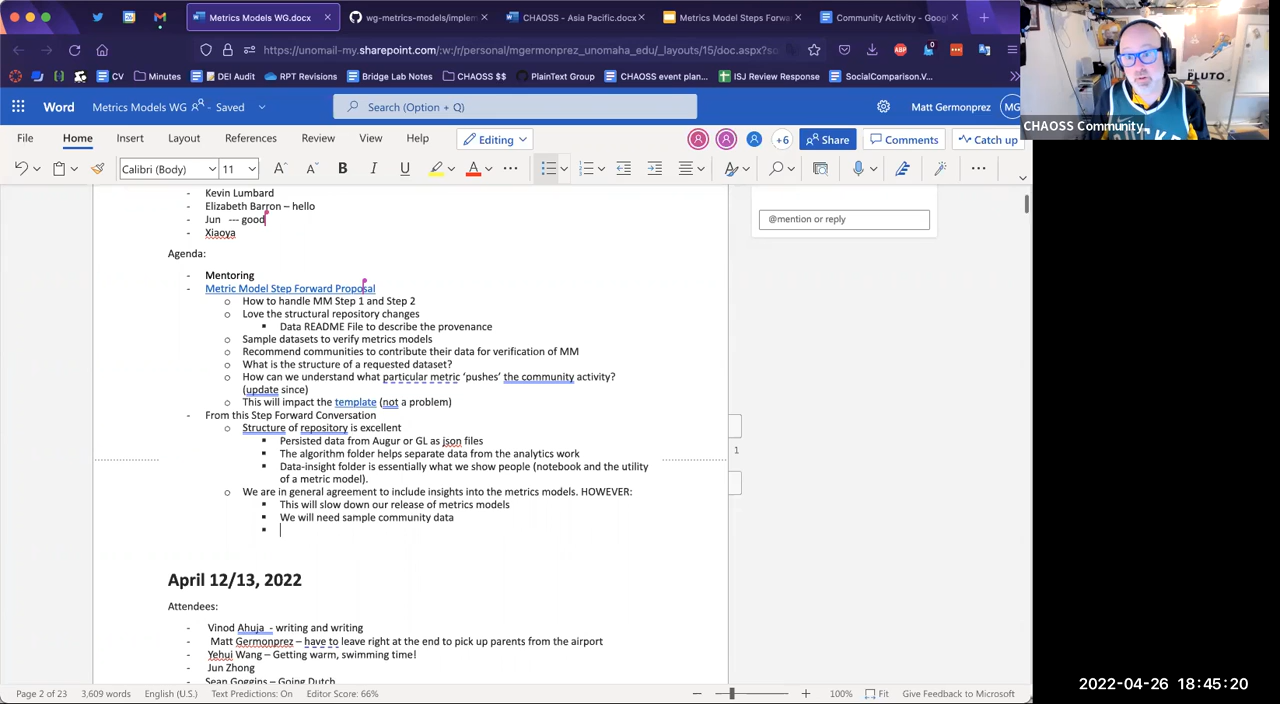 Metrics Models WG.docx
wg-metrics-models/implem
CHAOSS - Asia Pacific.docx
Metrics Model Steps Forwa
Community Activity - Goog
https://unomail-my.sharepoint.com/:w:/r/personal/mgermonprez_unomaha_edu/_layouts/15/doc.aspx?so
CV
Minutes
DEI Audit
RPT Revisions
Bridge Lab Notes
CHAOSS $$
PlainText Group
CHAOSS event plan...
ISJ Review Response
SocialComparison.V...
PLUTO
CHAOSS Community
Word
Metrics Models WG - Saved
Search (Option + Q)
Matt Germonprez
MG
File
Home
Insert
Layout
References
Review
View
Help
Editing
+6
Share
Comments
Catch up
Calibri (Body)
11
Kevin Lumbard
Elizabeth Barron – hello
Jun --- good
Xiaoya
@mention or reply
Agenda:
- Mentoring
- Metric Model Step Forward Proposal
o How to handle MM Step 1 and Step 2
o Love the structural repository changes
▪ Data README File to describe the provenance
o Sample datasets to verify metrics models
o Recommend communities to contribute their data for verification of MM
o What is the structure of a requested dataset?
o How can we understand what particular metric 'pushes' the community activity?
(update since)
o This will impact the template (not a problem)
- From this Step Forward Conversation
o Structure of repository is excellent
▪ Persisted data from Augur or GL as json files
▪ The algorithm folder helps separate data from the analytics work
▪ Data-insight folder is essentially what we show people (notebook and the utility
of a metric model).
o We are in general agreement to include insights into the metrics models. HOWEVER:
▪ This will slow down our release of metrics models
▪ We will need sample community data
▪
1
April 12/13, 2022
Attendees:
- Vinod Ahuja - writing and writing
- Matt Germonprez – have to leave right at the end to pick up parents from the airport
- Yehui Wang – Getting warm, swimming time!
- Jun Zhong
- Sean Goggins – Going Dutch
Page 2 of 23
3,609 words
English (U.S.)
Text Predictions: On
Editor Score: 66%
100%
Fit
Give Feedback to Microsoft
2022-04-26 18:45:20